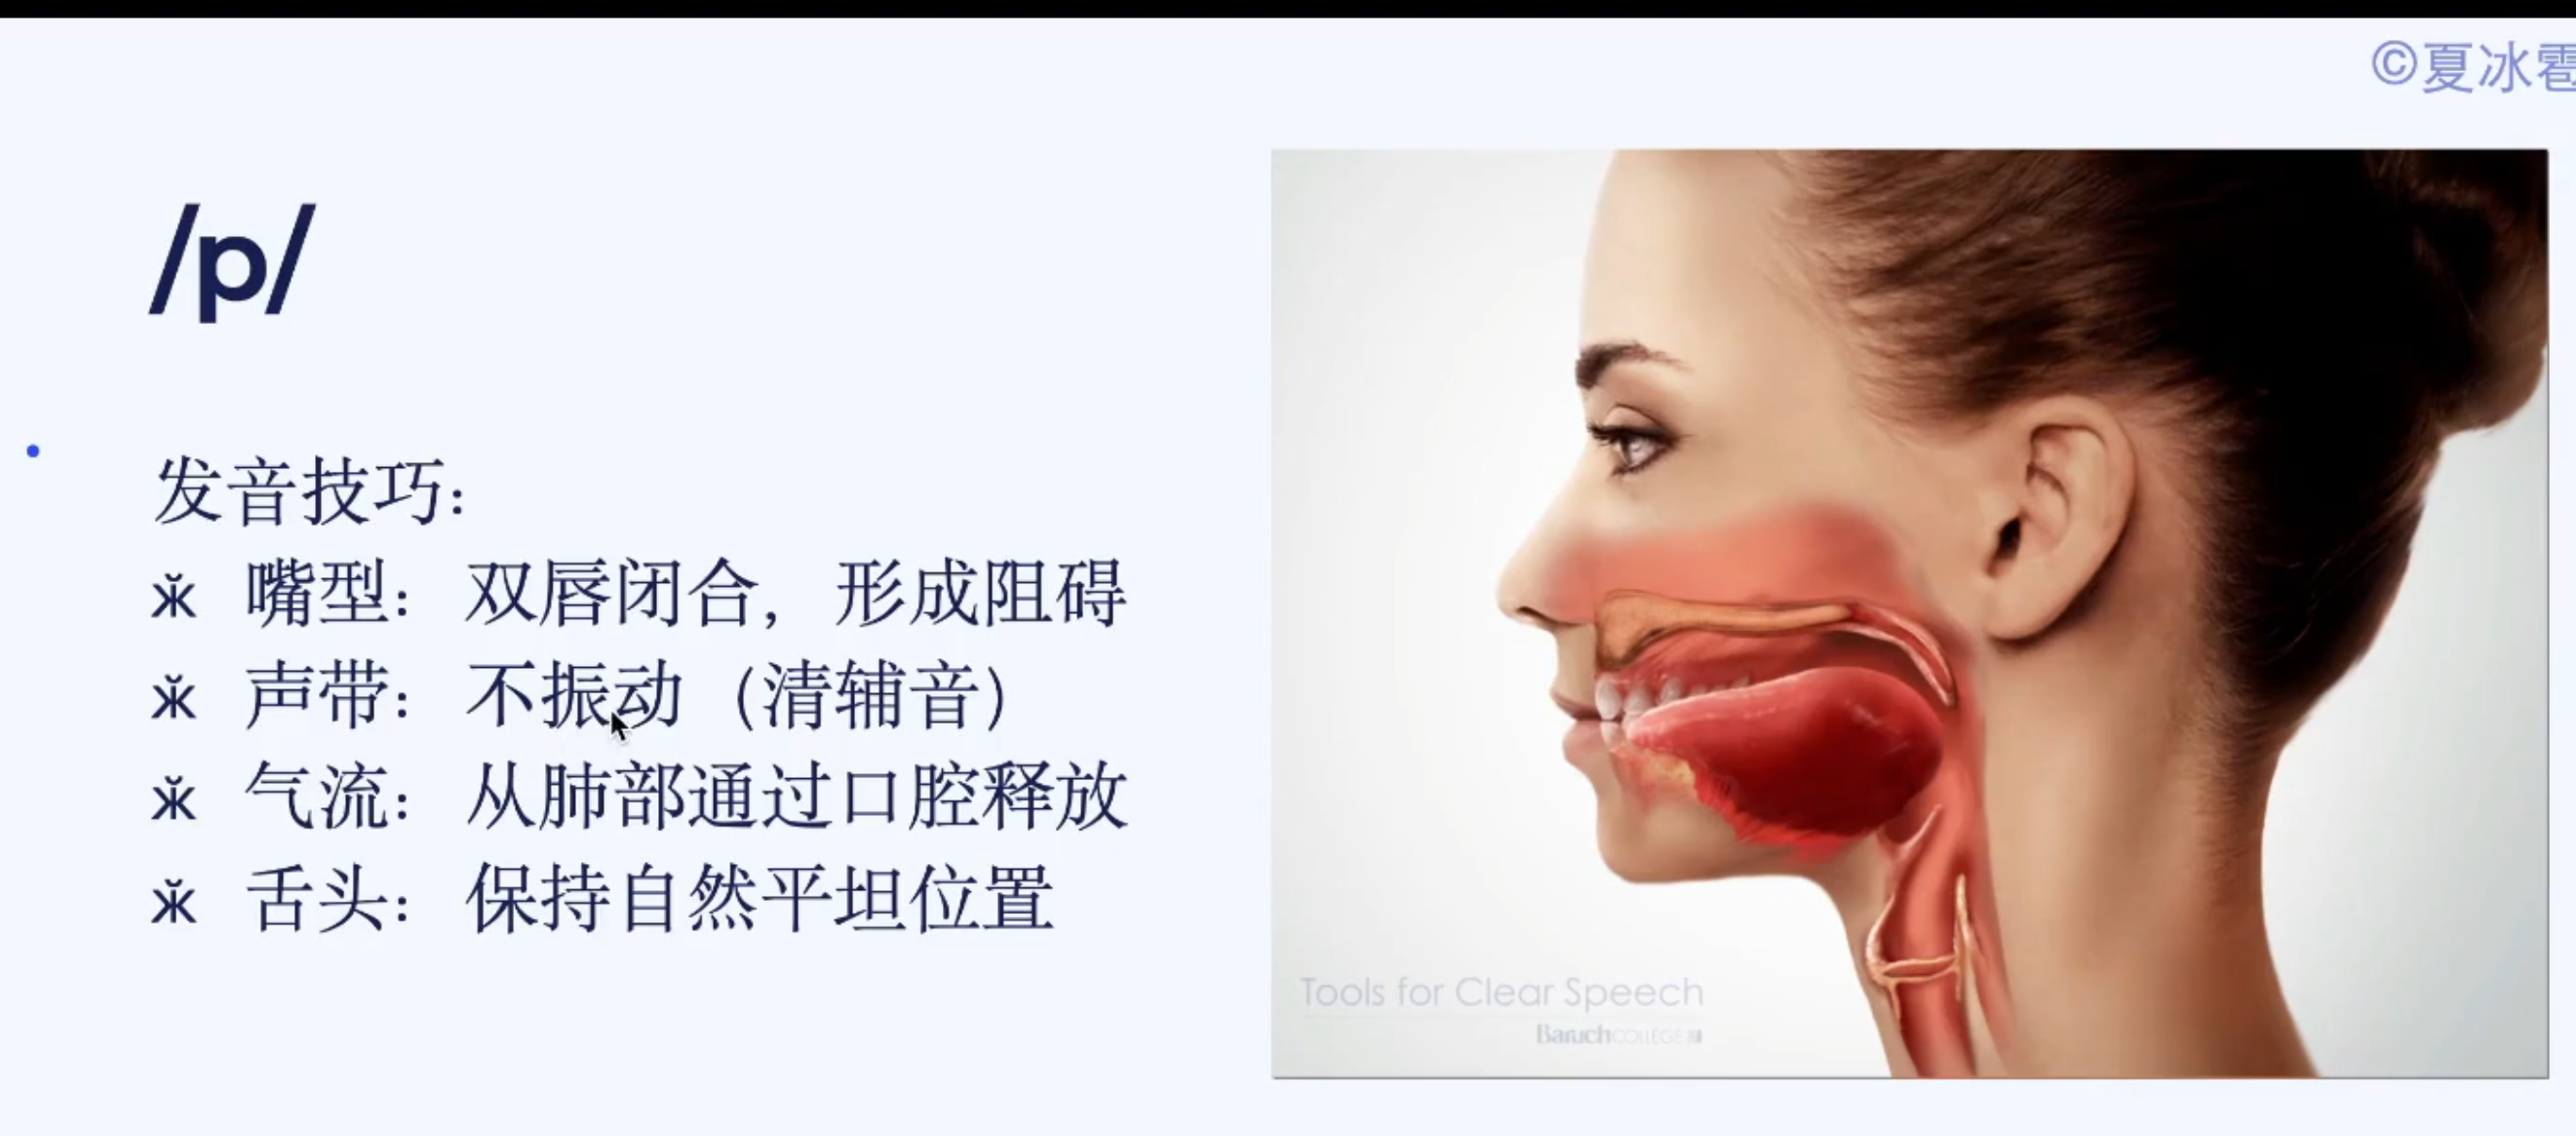 ©夏冰雹
/p/
发音技巧：
ӂ 嘴型：双唇闭合，形成阻碍
ӂ 声带：不振动（清辅音）
ӂ 气流：从肺部通过口腔释放
ӂ 舌头：保持自然平坦位置
Tools for Clear Speech
Baruch COLLEGE